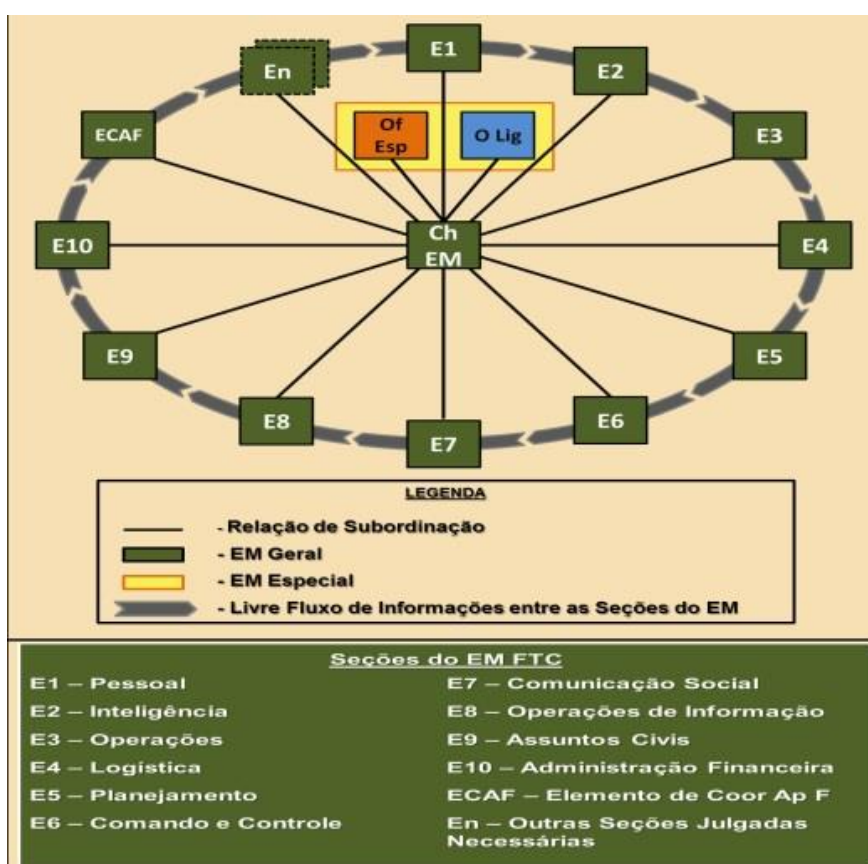 E1
En
E2
Of
Esp
O Lig
ECAF
E3
Ch
EM
E10
E4
E9
E5
E8
E6
E7
LEGENDA
- Relação de Subordinação
- EM Geral
- EM Especial
- Livre Fluxo de Informações entre as Seções do EM
Seções do EM FTC
E1 – Pessoal
E2 – Inteligência
E3 – Operações
E4 – Logística
E5 – Planejamento
E6 – Comando e Controle
E7 – Comunicação Social
E8 – Operações de Informação
E9 – Assuntos Civis
E10 – Administração Financeira
ECAF – Elemento de Coor Ap F
En – Outras Seções Julgadas
Necessárias